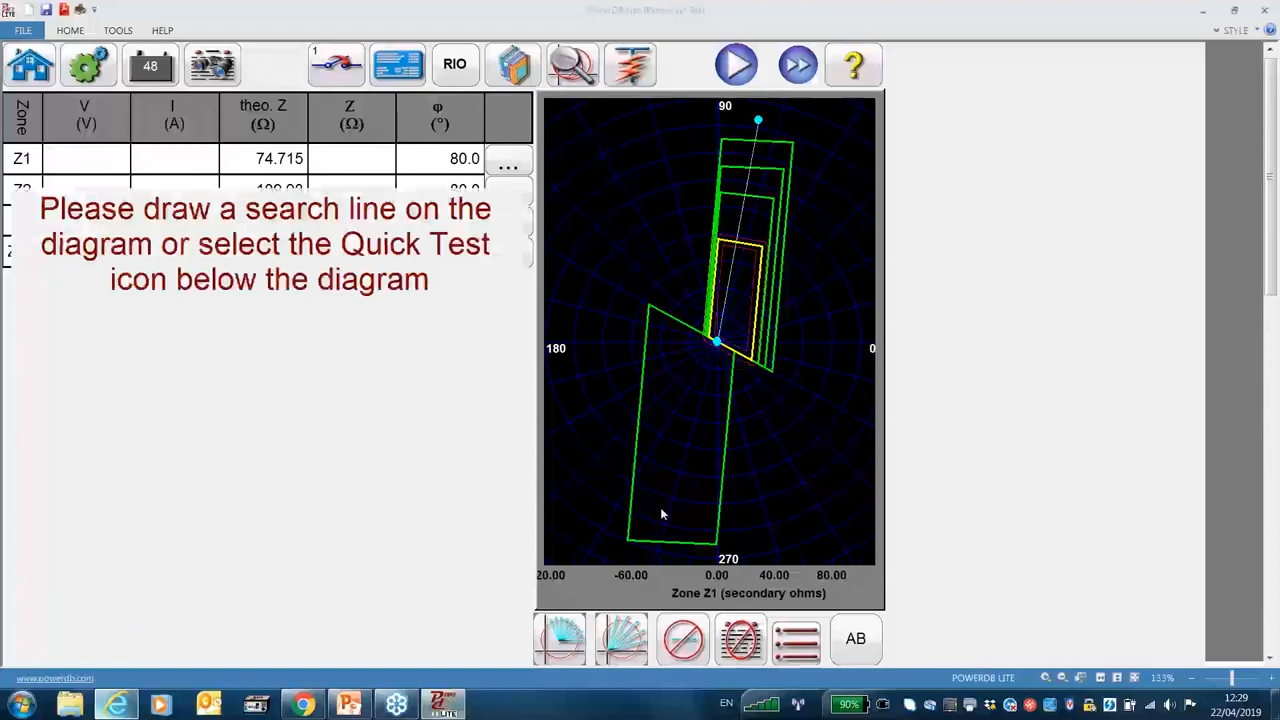 FILE HOME TOOLS HELP STYLE
48 1 RIO ?
Zone V (V) I (A) theo. Z (Ω) Z (Ω) φ (°)
Z1 74.715 80.0 ...
Please draw a search line on the
diagram or select the Quick Test
icon below the diagram
90
180 0
270
20.00 -60.00 0.00 40.00 80.00
Zone Z1 (secondary ohms)
AB
www.powerdb.com POWERDB LITE 133%
EN 90% 12:29
22/04/2019